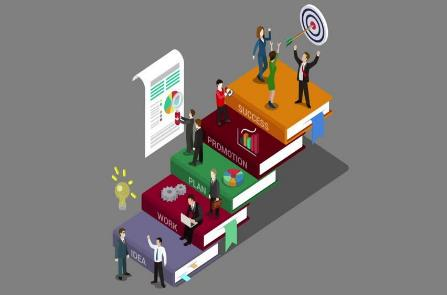 SUCCESS
PROMOTION
PLAN
WORK
IDEA